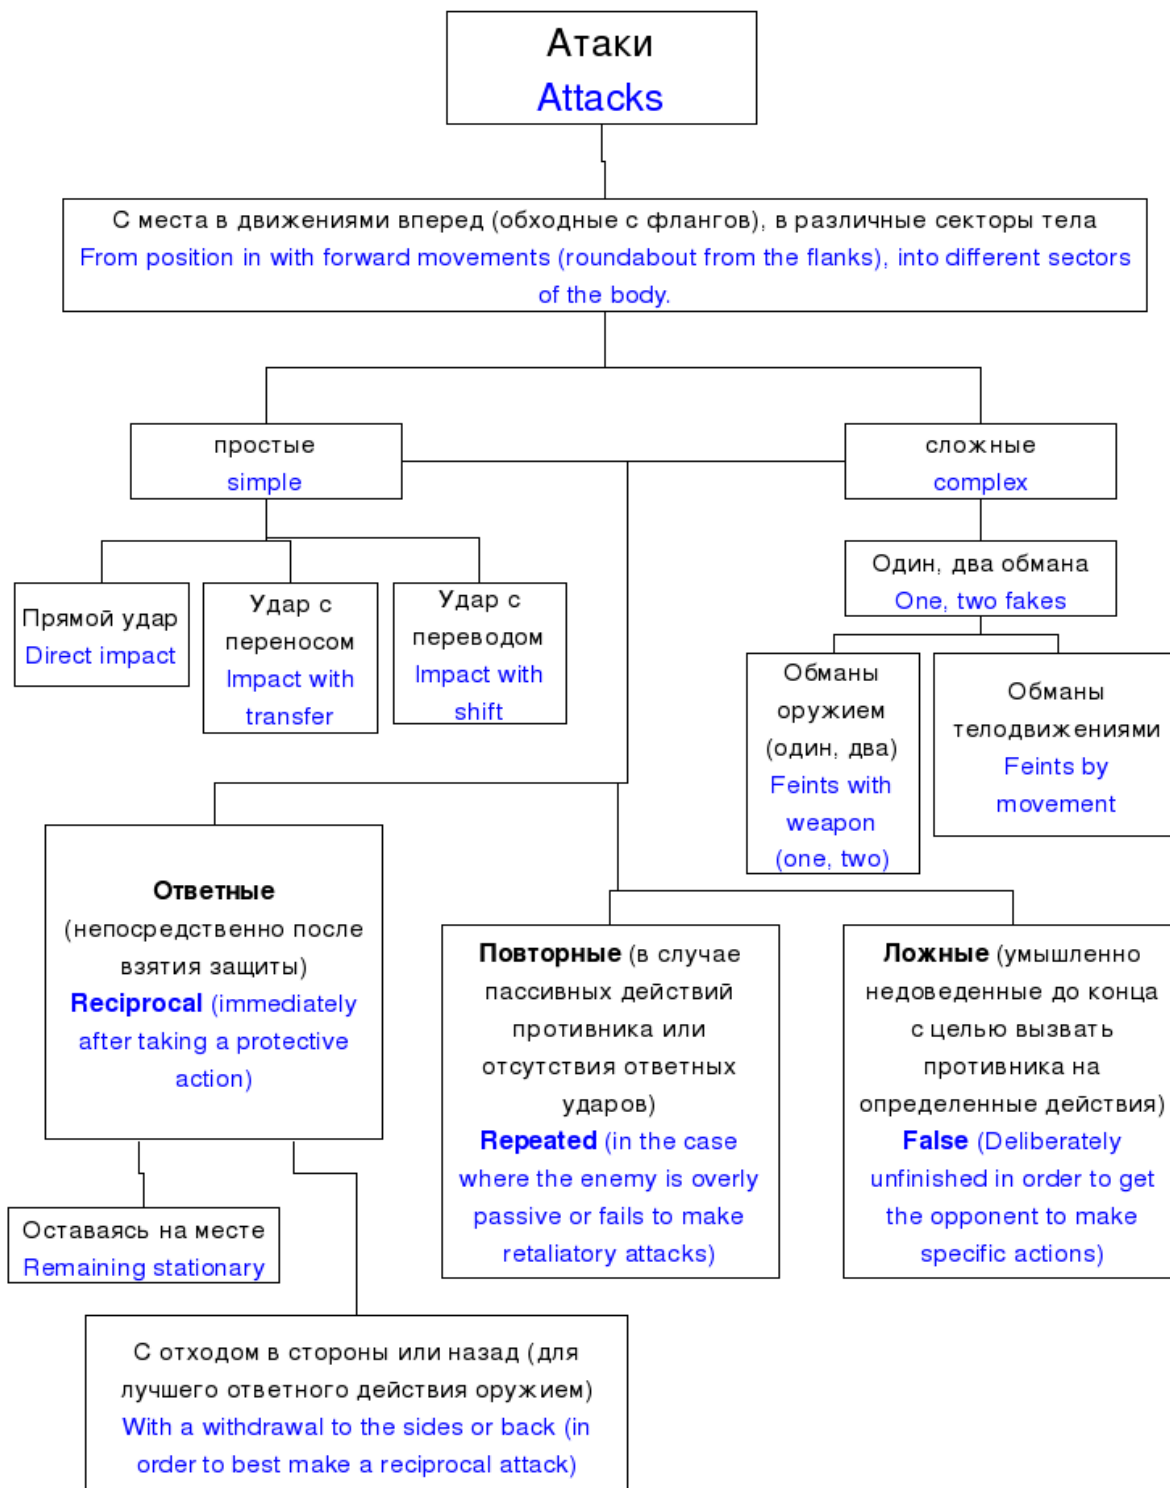 Атаки
Attacks
С места в движениями вперед (обходные с флангов), в различные секторы тела
From position in with forward movements (roundabout from the flanks), into different sectors
of the body.
простые
simple
сложные
complex
Прямой удар
Direct impact
Удар с
переносом
Impact with
transfer
Удар с
переводом
Impact with
shift
Один, два обмана
One, two fakes
Обманы
оружием
(один, два)
Feints with
weapon
(one, two)
Обманы
телодвижениями
Feints by
movement
Ответные
(непосредственно после
взятия защиты)
Reciprocal (immediately
after taking a protective
action)
Повторные (в случае
пассивных действий
противника или
отсутствия ответных
ударов)
Repeated (in the case
where the enemy is overly
passive or fails to make
retaliatory attacks)
Ложные (умышленно
недоведенные до конца
с целью вызвать
противника на
определенные действия)
False (Deliberately
unfinished in order to get
the opponent to make
specific actions)
Оставаясь на месте
Remaining stationary
С отходом в стороны или назад (для
лучшего ответного действия оружием)
With a withdrawal to the sides or back (in
order to best make a reciprocal attack)